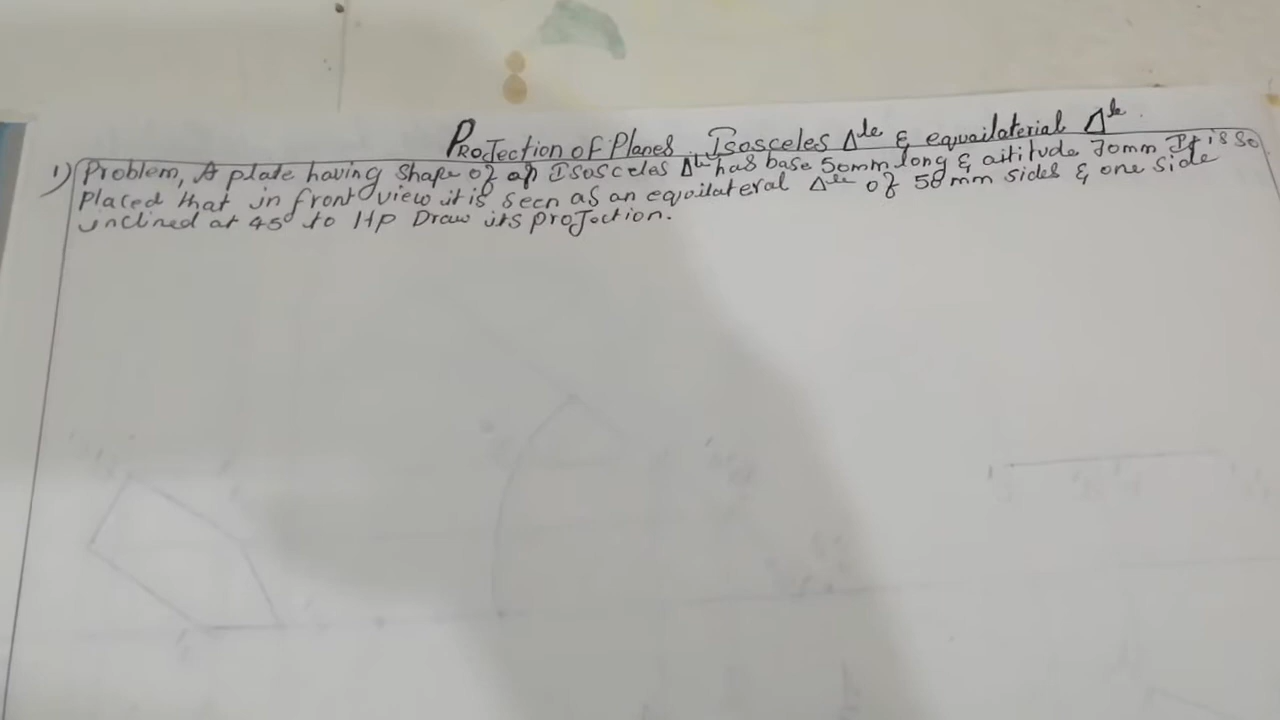 Projection of Planes Isosceles Δle & equailaterial Δle.
1) Problem, A plate having Shape of an Isosceles Δle has base 50mm long & altitude 70mm It is so
placed that in front view it is seen as an equilateral Δle of 50mm sides & one side
inclined at 45° to Hp Draw its projection.